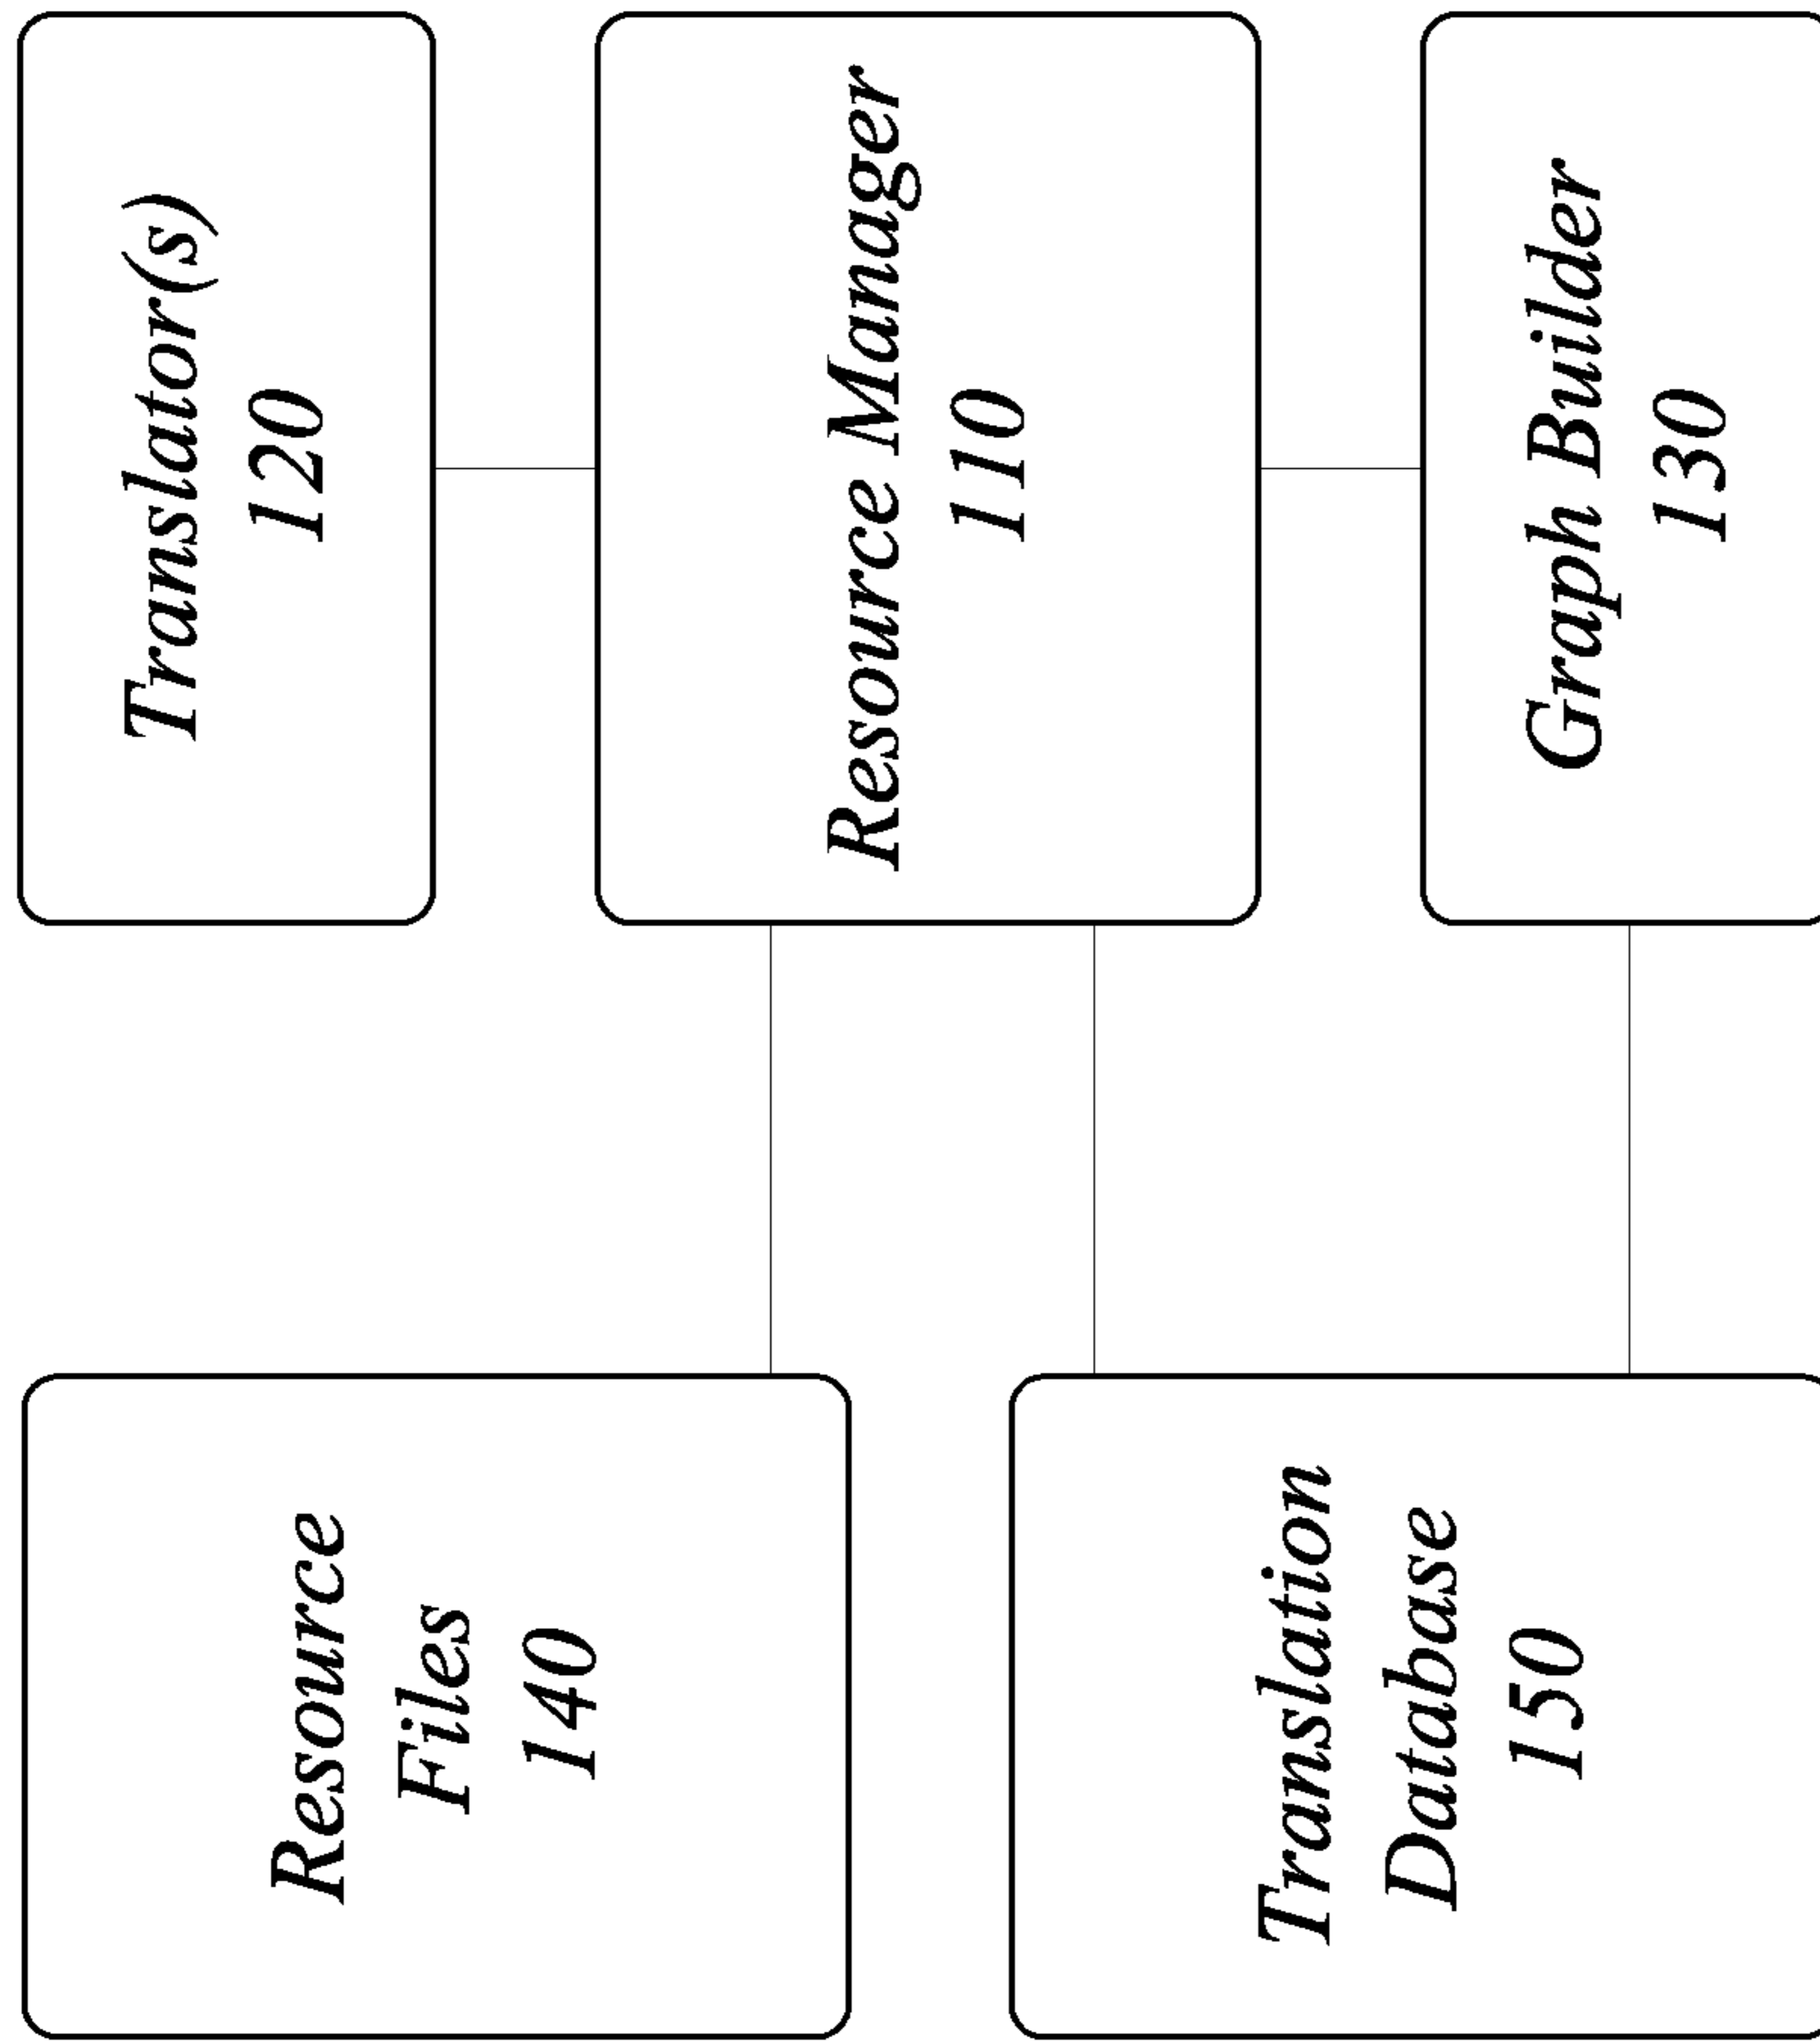 Translator(s)
120
Resource Manager
110
Graph Builder
130
Resource
Files
140
Translation
Database
150